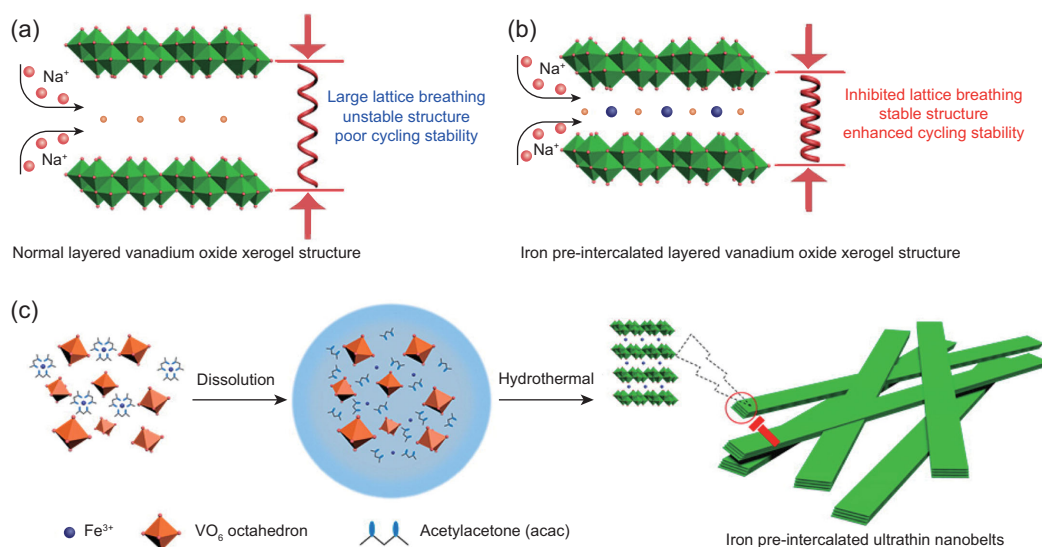 (a)
Na⁺
Na⁺
Large lattice breathing
unstable structure
poor cycling stability
Normal layered vanadium oxide xerogel structure
(b)
Na⁺
Na⁺
Inhibited lattice breathing
stable structure
enhanced cycling stability
Iron pre-intercalated layered vanadium oxide xerogel structure
(c)
Dissolution
Hydrothermal
Fe³⁺
VO₆ octahedron
Acetylacetone (acac)
Iron pre-intercalated ultrathin nanobelts